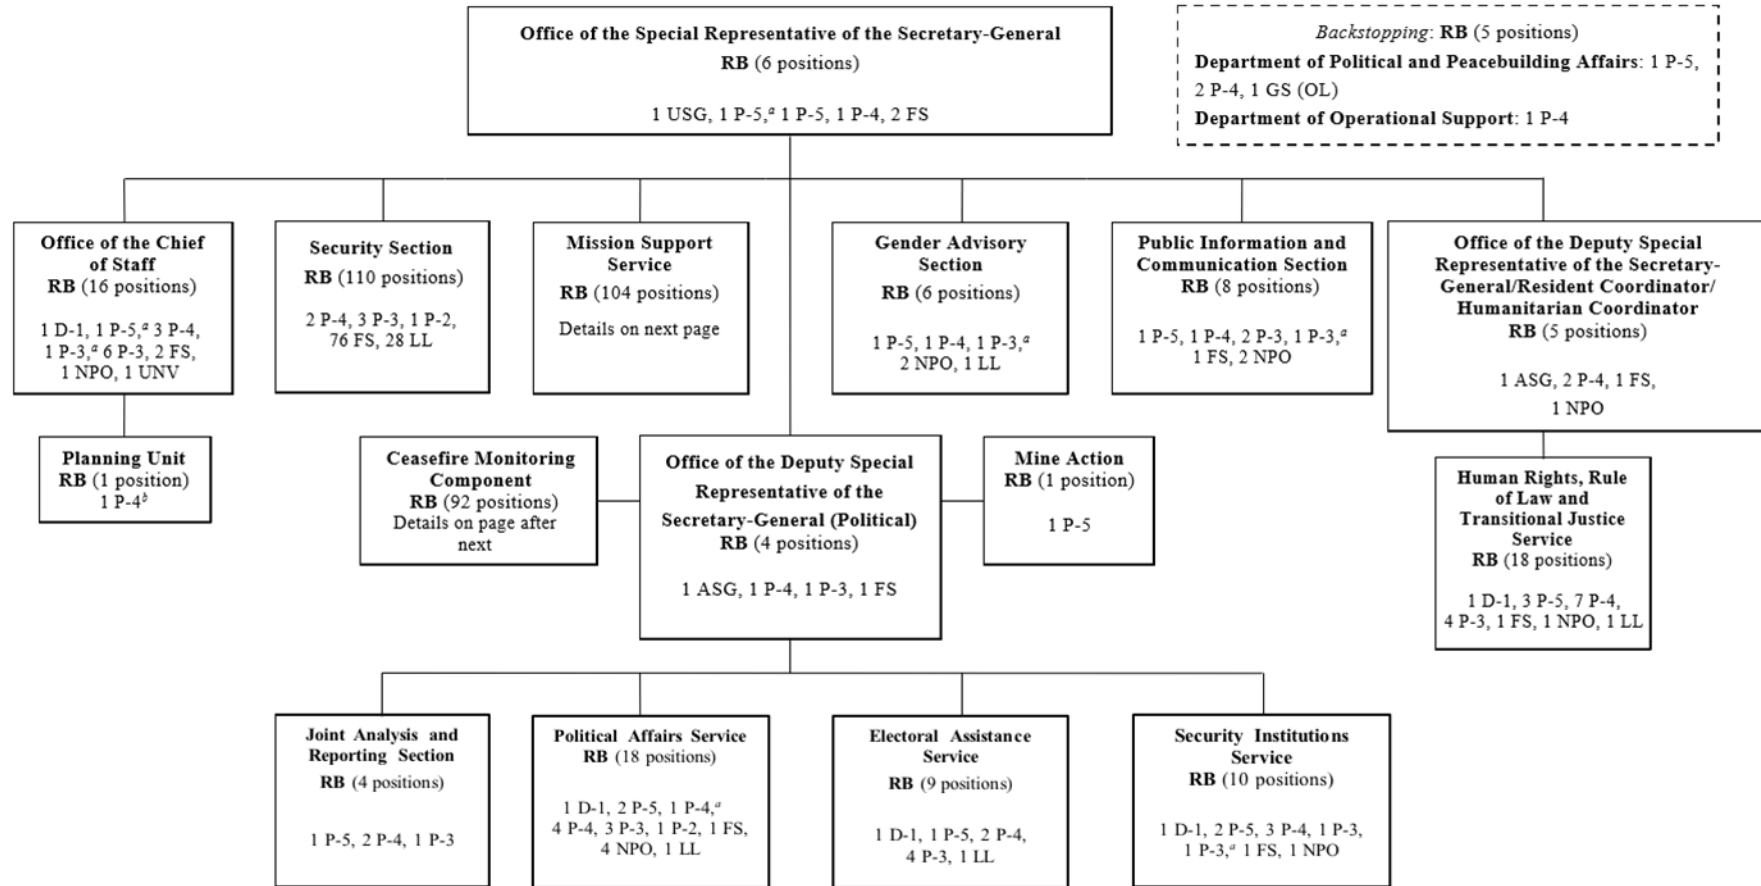 Office of the Special Representative of the Secretary-General
RB (6 positions)
1 USG, 1 P-5,ᵃ 1 P-5, 1 P-4, 2 FS
Backstopping: RB (5 positions)
Department of Political and Peacebuilding Affairs: 1 P-5,
2 P-4, 1 GS (OL)
Department of Operational Support: 1 P-4
Office of the Chief
of Staff
RB (16 positions)
1 D-1, 1 P-5,ᵃ 3 P-4,
1 P-3,ᵃ 6 P-3, 2 FS,
1 NPO, 1 UNV
Security Section
RB (110 positions)
2 P-4, 3 P-3, 1 P-2,
76 FS, 28 LL
Mission Support
Service
RB (104 positions)
Details on next page
Gender Advisory
Section
RB (6 positions)
1 P-5, 1 P-4, 1 P-3,ᵃ
2 NPO, 1 LL
Public Information and
Communication Section
RB (8 positions)
1 P-5, 1 P-4, 2 P-3, 1 P-3,ᵃ
1 FS, 2 NPO
Office of the Deputy Special
Representative of the Secretary-
General/Resident Coordinator/
Humanitarian Coordinator
RB (5 positions)
1 ASG, 2 P-4, 1 FS,
1 NPO
Planning Unit
RB (1 position)
1 P-4ᵇ
Ceasefire Monitoring
Component
RB (92 positions)
Details on page after
next
Office of the Deputy Special
Representative of the
Secretary-General (Political)
RB (4 positions)
1 ASG, 1 P-4, 1 P-3, 1 FS
Mine Action
RB (1 position)
1 P-5
Human Rights, Rule
of Law and
Transitional Justice
Service
RB (18 positions)
1 D-1, 3 P-5, 7 P-4,
4 P-3, 1 FS, 1 NPO, 1 LL
Joint Analysis and
Reporting Section
RB (4 positions)
1 P-5, 2 P-4, 1 P-3
Political Affairs Service
RB (18 positions)
1 D-1, 2 P-5, 1 P-4,ᵃ
4 P-4, 3 P-3, 1 P-2, 1 FS,
4 NPO, 1 LL
Electoral Assistance
Service
RB (9 positions)
1 D-1, 1 P-5, 2 P-4,
4 P-3, 1 LL
Security Institutions
Service
RB (10 positions)
1 D-1, 2 P-5, 3 P-4, 1 P-3,
1 P-3,ᵃ 1 FS, 1 NPO